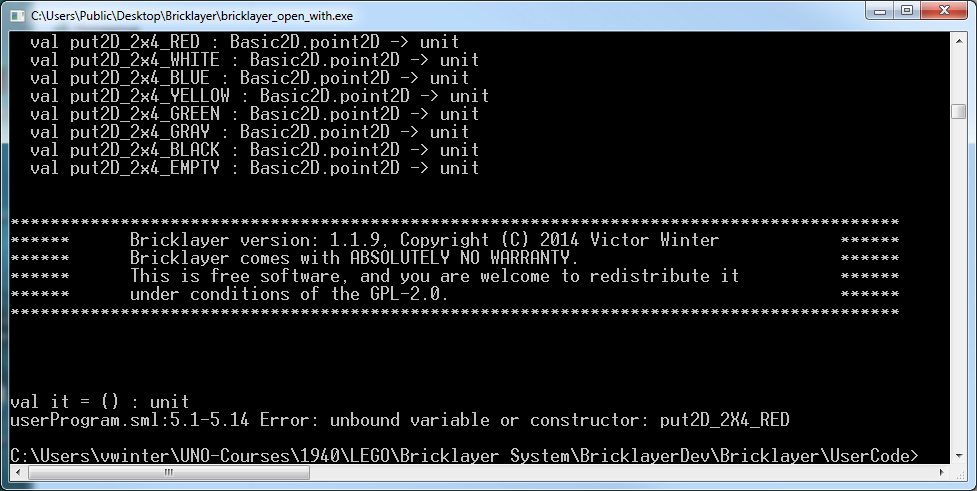 C:\Users\Public\Desktop\Bricklayer\bricklayer_open_with.exe
val put2D_2x4_RED : Basic2D.point2D -> unit
val put2D_2x4_WHITE : Basic2D.point2D -> unit
val put2D_2x4_BLUE : Basic2D.point2D -> unit
val put2D_2x4_YELLOW : Basic2D.point2D -> unit
val put2D_2x4_GREEN : Basic2D.point2D -> unit
val put2D_2x4_GRAY : Basic2D.point2D -> unit
val put2D_2x4_BLACK : Basic2D.point2D -> unit
val put2D_2x4_EMPTY : Basic2D.point2D -> unit
*****************************************************************************************
****** Bricklayer version: 1.1.9, Copyright (C) 2014 Victor Winter ******
****** Bricklayer comes with ABSOLUTELY NO WARRANTY. ******
****** This is free software, and you are welcome to redistribute it ******
****** under conditions of the GPL-2.0. ******
*****************************************************************************************
val it = () : unit
userProgram.sml:5.1-5.14 Error: unbound variable or constructor: put2D_2X4_RED
C:\Users\vwinter\UNO-Courses\1940\LEGO\Bricklayer System\BricklayerDev\Bricklayer\UserCode>